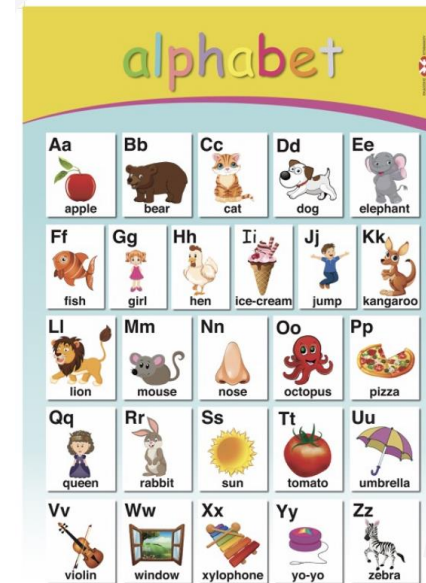 alphabet
Aa Bb Cc Dd Ee
apple bear cat dog elephant
Ff Gg Hh Ii Jj Kk
fish girl hen ice-cream jump kangaroo
Ll Mm Nn Oo Pp
lion mouse nose octopus pizza
Qq Rr Ss Tt Uu
queen rabbit sun tomato umbrella
Vv Ww Xx Yy Zz
violin window xylophone yo-yo zebra